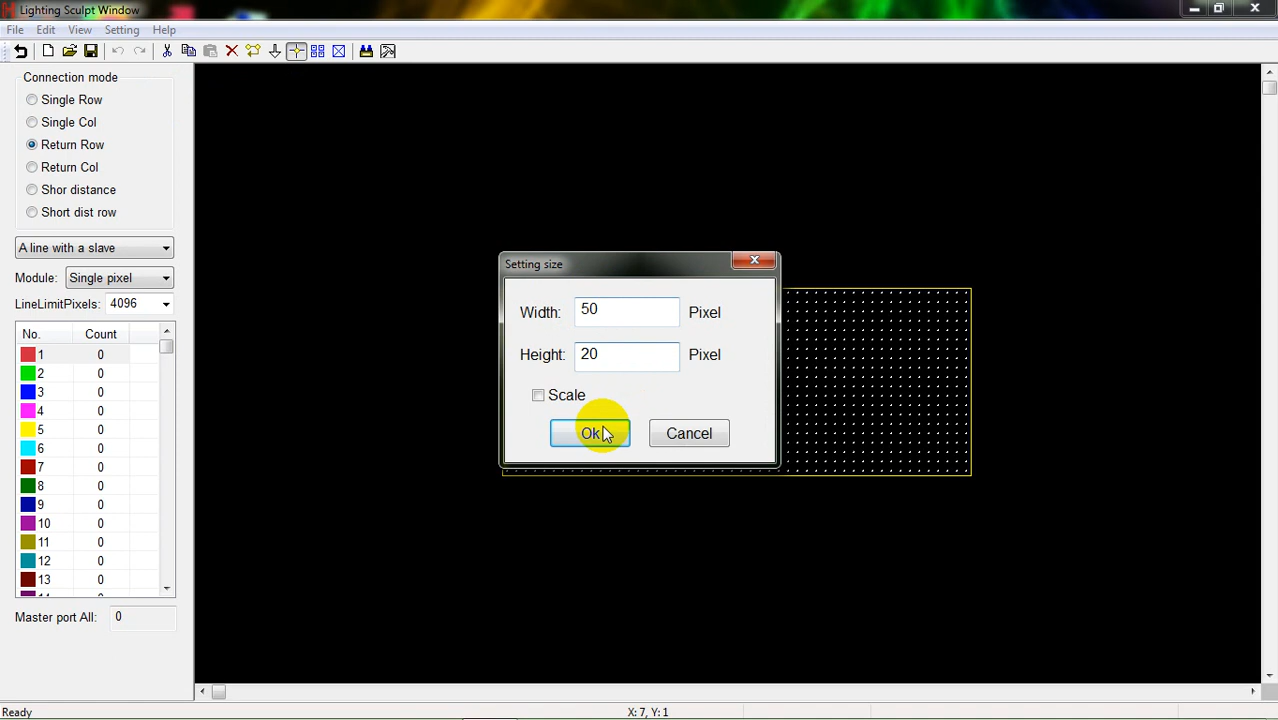 Lighting Sculpt Window
File Edit View Setting Help
Connection mode
Single Row
Single Col
Return Row
Return Col
Shor distance
Short dist row
A line with a slave
Module: Single pixel
LineLimitPixels: 4096
No. Count
1 0
2 0
3 0
4 0
5 0
6 0
7 0
8 0
9 0
10 0
11 0
12 0
13 0
Master port All: 0
Setting size
Width: 50 Pixel
Height: 20 Pixel
Scale
Ok Cancel
Ready X: 7, Y: 1